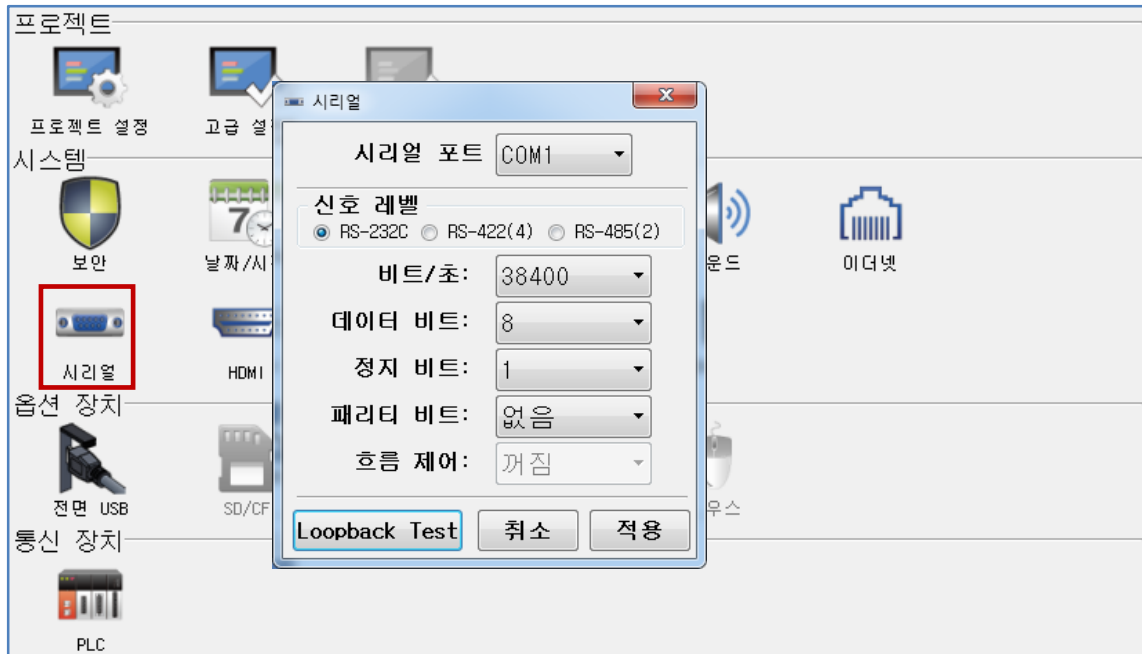 프로젝트
프로젝트 설정
고급 설
시스템
보안
날짜/시
운드
이더넷
시리얼
HDMI
옵션 장치
전면 USB
SD/CF
우스
통신 장치
PLC
시리얼
시리얼 포트 COM1
신호 레벨
RS-232C RS-422(4) RS-485(2)
비트/초: 38400
데이터 비트: 8
정지 비트: 1
패리티 비트: 없음
흐름 제어: 꺼짐
Loopback Test 취소 적용